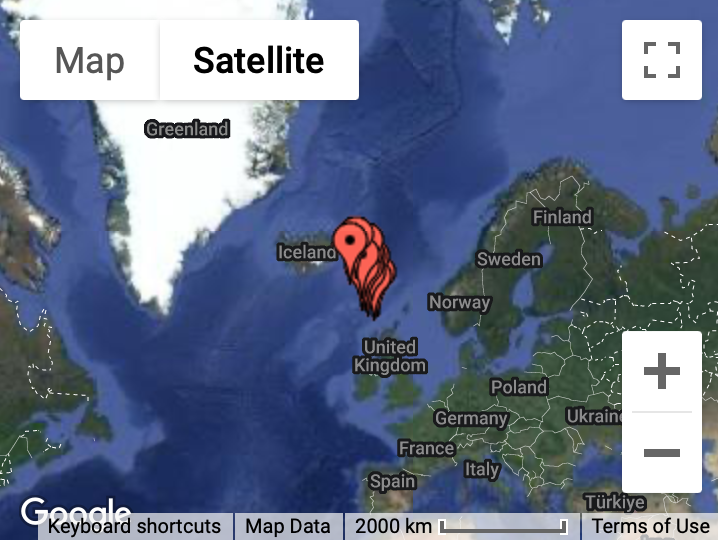 Map
Satellite
Greenland
Finland
Iceland
Sweden
Norway
United
Kingdom
Poland
Germany
Ukraine
France
Italy
Spain
Türkiye
Google
Keyboard shortcuts
Map Data
2000 km
Terms of Use